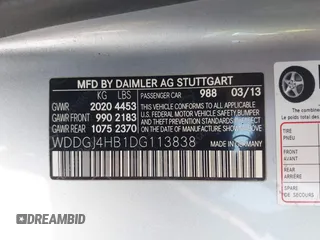 MFD BY DAIMLER AG STUTTGART
KG LBS PASSENGER CAR 988 03/13
GVWR 2020 4453
GAWR FRONT 990 2183
GAWR REAR 1075 2370
THIS VEHICLE CONFORMS TO ALL APPLICABLE
U.S. FEDERAL MOTOR VEHICLE SAFETY, BUMPER
AND THEFT PREVENTION STANDARDS IN EFFECT ON
THE DATE OF MANUFACTURE SHOWN ABOVE.
WDDGJ4HB1DG113838
MADE IN GERMANY
TIRE
PNEU
FRONT
AVANT
REAR
ARRIÈRE
SPARE
DE SECOURS
DREAMBID
DREAMBID